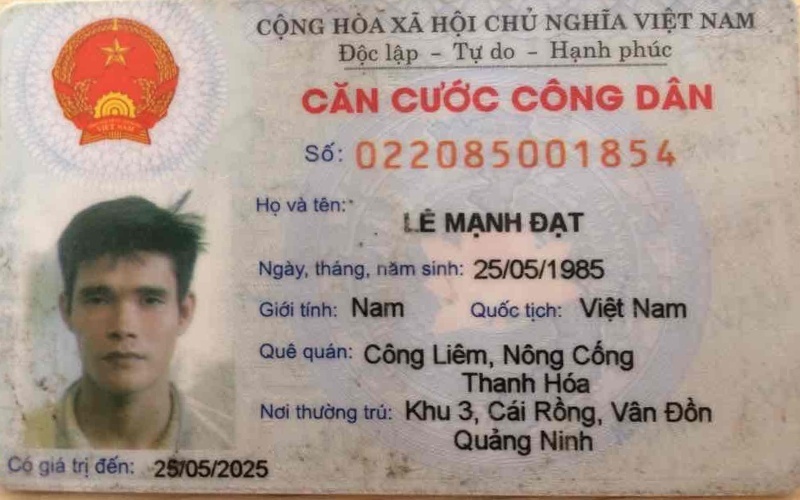 CỘNG HÒA XÃ HỘI CHỦ NGHĨA VIỆT NAM
Độc lập - Tự do - Hạnh phúc
CĂN CƯỚC CÔNG DÂN
Số: 022085001854
Họ và tên: LÊ MẠNH ĐẠT
Ngày, tháng, năm sinh: 25/05/1985
Giới tính: Nam Quốc tịch: Việt Nam
Quê quán: Công Liêm, Nông Cống
Thanh Hóa
Nơi thường trú: Khu 3, Cái Rồng, Vân Đồn
Quảng Ninh
Có giá trị đến: 25/05/2025
VIỆT NAM